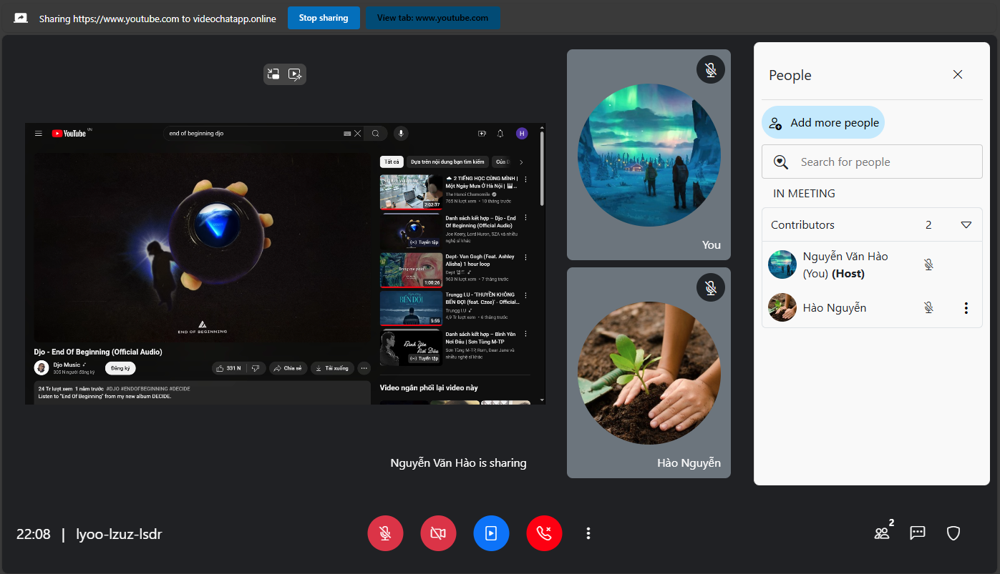 Sharing https://www.youtube.com to videochatapp.online
Stop sharing
View tab: www.youtube.com
YouTube VN
end of beginning djo
H
END OF BEGINNING
Djo - End Of Beginning (Official Audio)
Djo Music
305 N người đăng ký
Đăng ký
331 N
Chia sẻ
Tải xuống
24 Tr lượt xem 1 năm trước #DJO #ENDOFBEGINNING #DECIDE
Listen to "End Of Beginning" from my new album DECIDE.
Tất cả
Dựa trên nội dung bạn tìm kiếm
Của D
2:02:37
2 TIẾNG HỌC CÙNG MÌNH |
Một Ngày Mưa Ở Hà Nội | ...
The Hanoi Chamomile
765 N lượt xem • 10 tháng trước
Tuyển tập
Danh sách kết hợp – Djo - End
Of Beginning (Official Audio)
Joe Keery, Lord Huron, SZA và nhiều
nghệ sĩ khác
Bring me pain
1:00:26
Dept- Van Gogh (Feat. Ashley
Alisha) 1 hour loop
Dept
963 N lượt xem • 7 tháng trước
BẾN ĐỢI
5:55
Trungg I.U - 'THUYỀN KHÔNG
BẾN ĐỢI (feat. Czee)' - Official...
Trungg I.U
4,9 Tr lượt xem • 6 tháng trước
Bình Yên
Nơi Đâu
Tuyển tập
Danh sách kết hợp – Bình Yên
Nơi Đâu | Sơn Tùng M-TP
Sơn Tùng M-TP, Rum, Dear Jane và
nhiều nghệ sĩ khác
Video ngắn phối lại video này
Nguyễn Văn Hào is sharing
You
Hào Nguyễn
People
Add more people
Search for people
IN MEETING
Contributors 2
Nguyễn Văn Hào
(You) (Host)
Hào Nguyễn
22:08 | lyoo-lzuz-lsdr
2